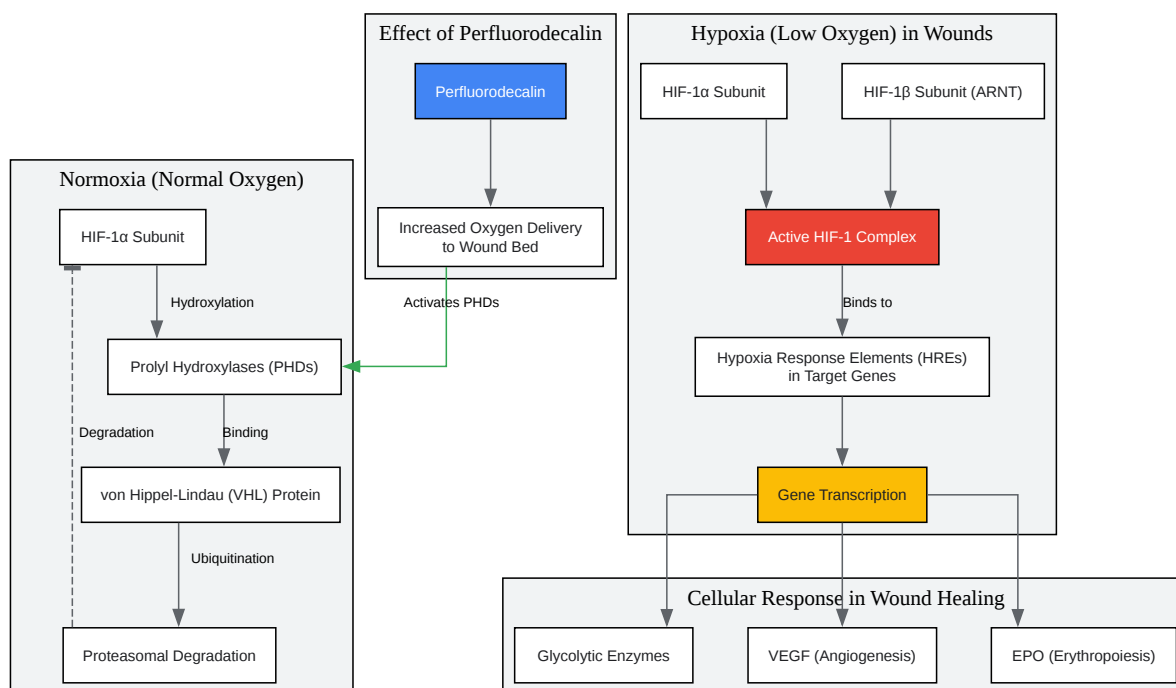 Effect of Perfluorodecalin
Perfluorodecalin
Increased Oxygen Delivery
to Wound Bed
Activates PHDs
Hypoxia (Low Oxygen) in Wounds
HIF-1α Subunit
HIF-1β Subunit (ARNT)
Active HIF-1 Complex
Binds to
Hypoxia Response Elements (HREs)
in Target Genes
Gene Transcription
Normoxia (Normal Oxygen)
HIF-1α Subunit
Hydroxylation
Prolyl Hydroxylases (PHDs)
Degradation
Binding
von Hippel-Lindau (VHL) Protein
Ubiquitination
Proteasomal Degradation
Cellular Response in Wound Healing
Glycolytic Enzymes
VEGF (Angiogenesis)
EPO (Erythropoiesis)